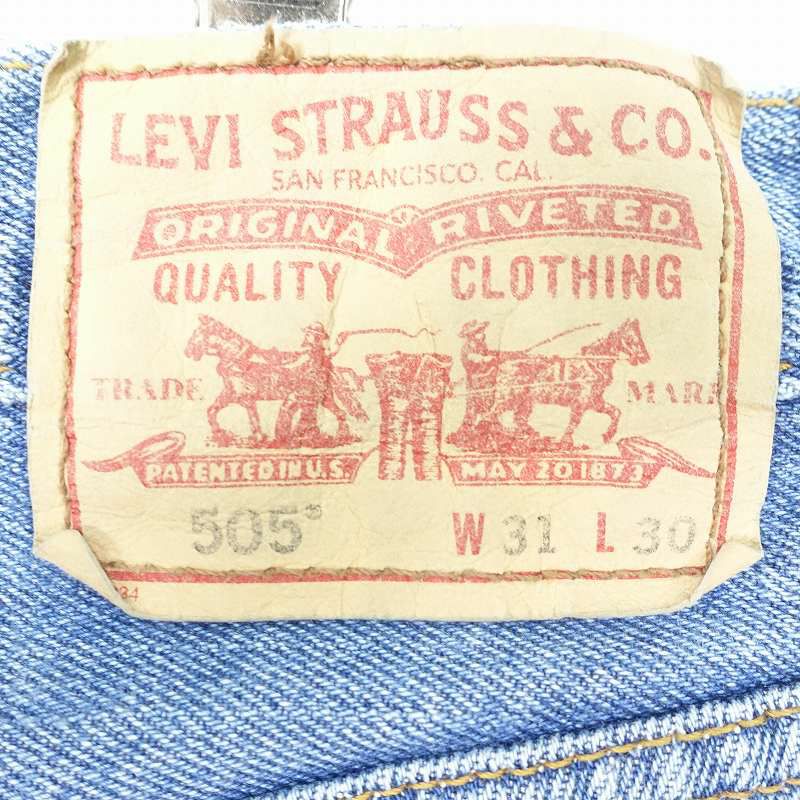 LEVI STRAUSS & CO.
SAN FRANCISCO. CAL.
ORIGINAL RIVETED
QUALITY CLOTHING
TRADE MARK
PATENTED IN U.S. MAY 20 1873
505® W 31 L 30